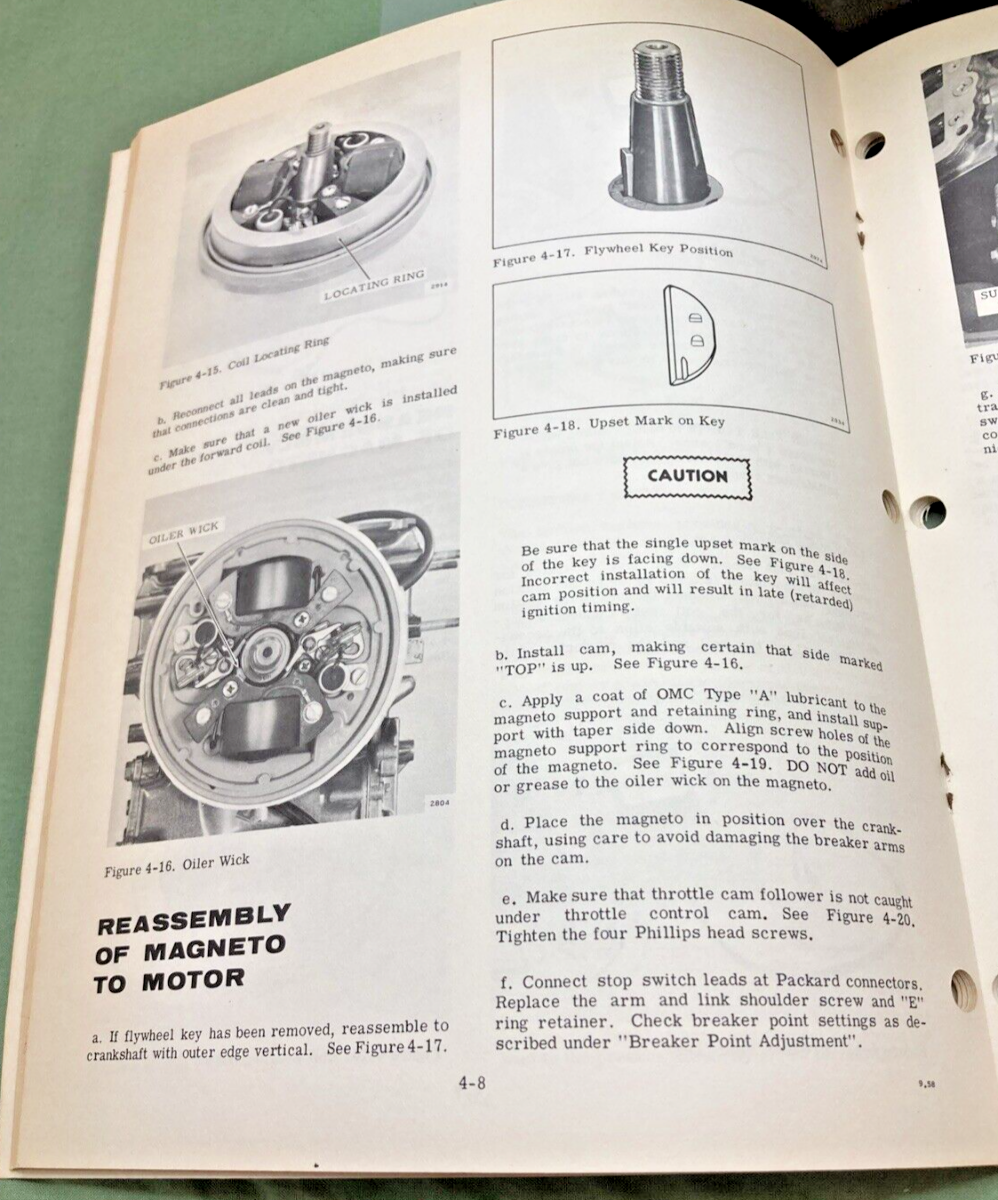 LOCATING RING
2814
Figure 4-15. Coil Locating Ring
b. Reconnect all leads on the magneto, making sure
that connections are clean and tight.
c. Make sure that a new oiler wick is installed
under the forward coil. See Figure 4-16.
OILER WICK
2804
Figure 4-16. Oiler Wick
REASSEMBLY
OF MAGNETO
TO MOTOR
a. If flywheel key has been removed, reassemble to
crankshaft with outer edge vertical. See Figure 4-17.
Figure 4-17. Flywheel Key Position
Figure 4-18. Upset Mark on Key
CAUTION
Be sure that the single upset mark on the side
of the key is facing down. See Figure 4-18.
Incorrect installation of the key will affect
cam position and will result in late (retarded)
ignition timing.
b. Install cam, making certain that side marked
"TOP" is up. See Figure 4-16.
c. Apply a coat of OMC Type "A" lubricant to the
magneto support and retaining ring, and install sup-
port with taper side down. Align screw holes of the
magneto support ring to correspond to the position
of the magneto. See Figure 4-19. DO NOT add oil
or grease to the oiler wick on the magneto.
d. Place the magneto in position over the crank-
shaft, using care to avoid damaging the breaker arms
on the cam.
e. Make sure that throttle cam follower is not caught
under throttle control cam. See Figure 4-20.
Tighten the four Phillips head screws.
f. Connect stop switch leads at Packard connectors.
Replace the arm and link shoulder screw and "E"
ring retainer. Check breaker point settings as de-
scribed under "Breaker Point Adjustment".
4-8
SU
Figu
g.
tra
sw
co
ni